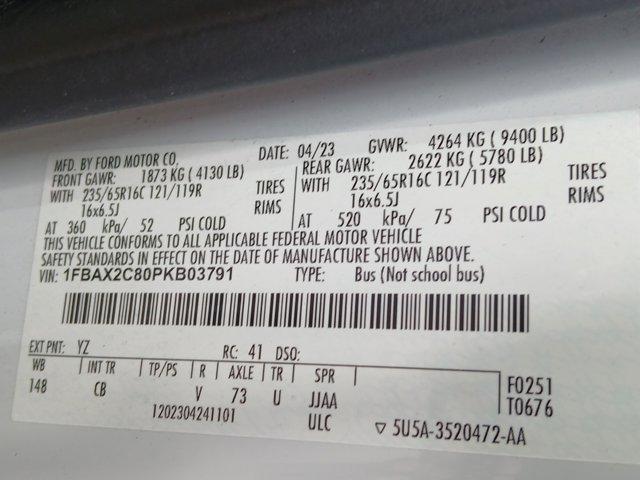 MFD. BY FORD MOTOR CO. DATE: 04/23 GVWR: 4264 KG ( 9400 LB)
FRONT GAWR: 1873 KG ( 4130 LB) REAR GAWR: 2622 KG ( 5780 LB)
WITH 235/65R16C 121/119R TIRES WITH 235/65R16C 121/119R TIRES
16x6.5J RIMS 16x6.5J RIMS
AT 360 kPa/ 52 PSI COLD AT 520 kPa/ 75 PSI COLD
THIS VEHICLE CONFORMS TO ALL APPLICABLE FEDERAL MOTOR VEHICLE
SAFETY STANDARDS IN EFFECT ON THE DATE OF MANUFACTURE SHOWN ABOVE.
VIN: 1FBAX2C80PKB03791 TYPE: Bus (Not school bus)
EXT PNT: YZ RC: 41 DSO:
WB INT TR TP/PS R AXLE TR SPR F0251
148 CB V 73 U JJAA T0676
1202304241101 ULC ▽ 5U5A-3520472-AA